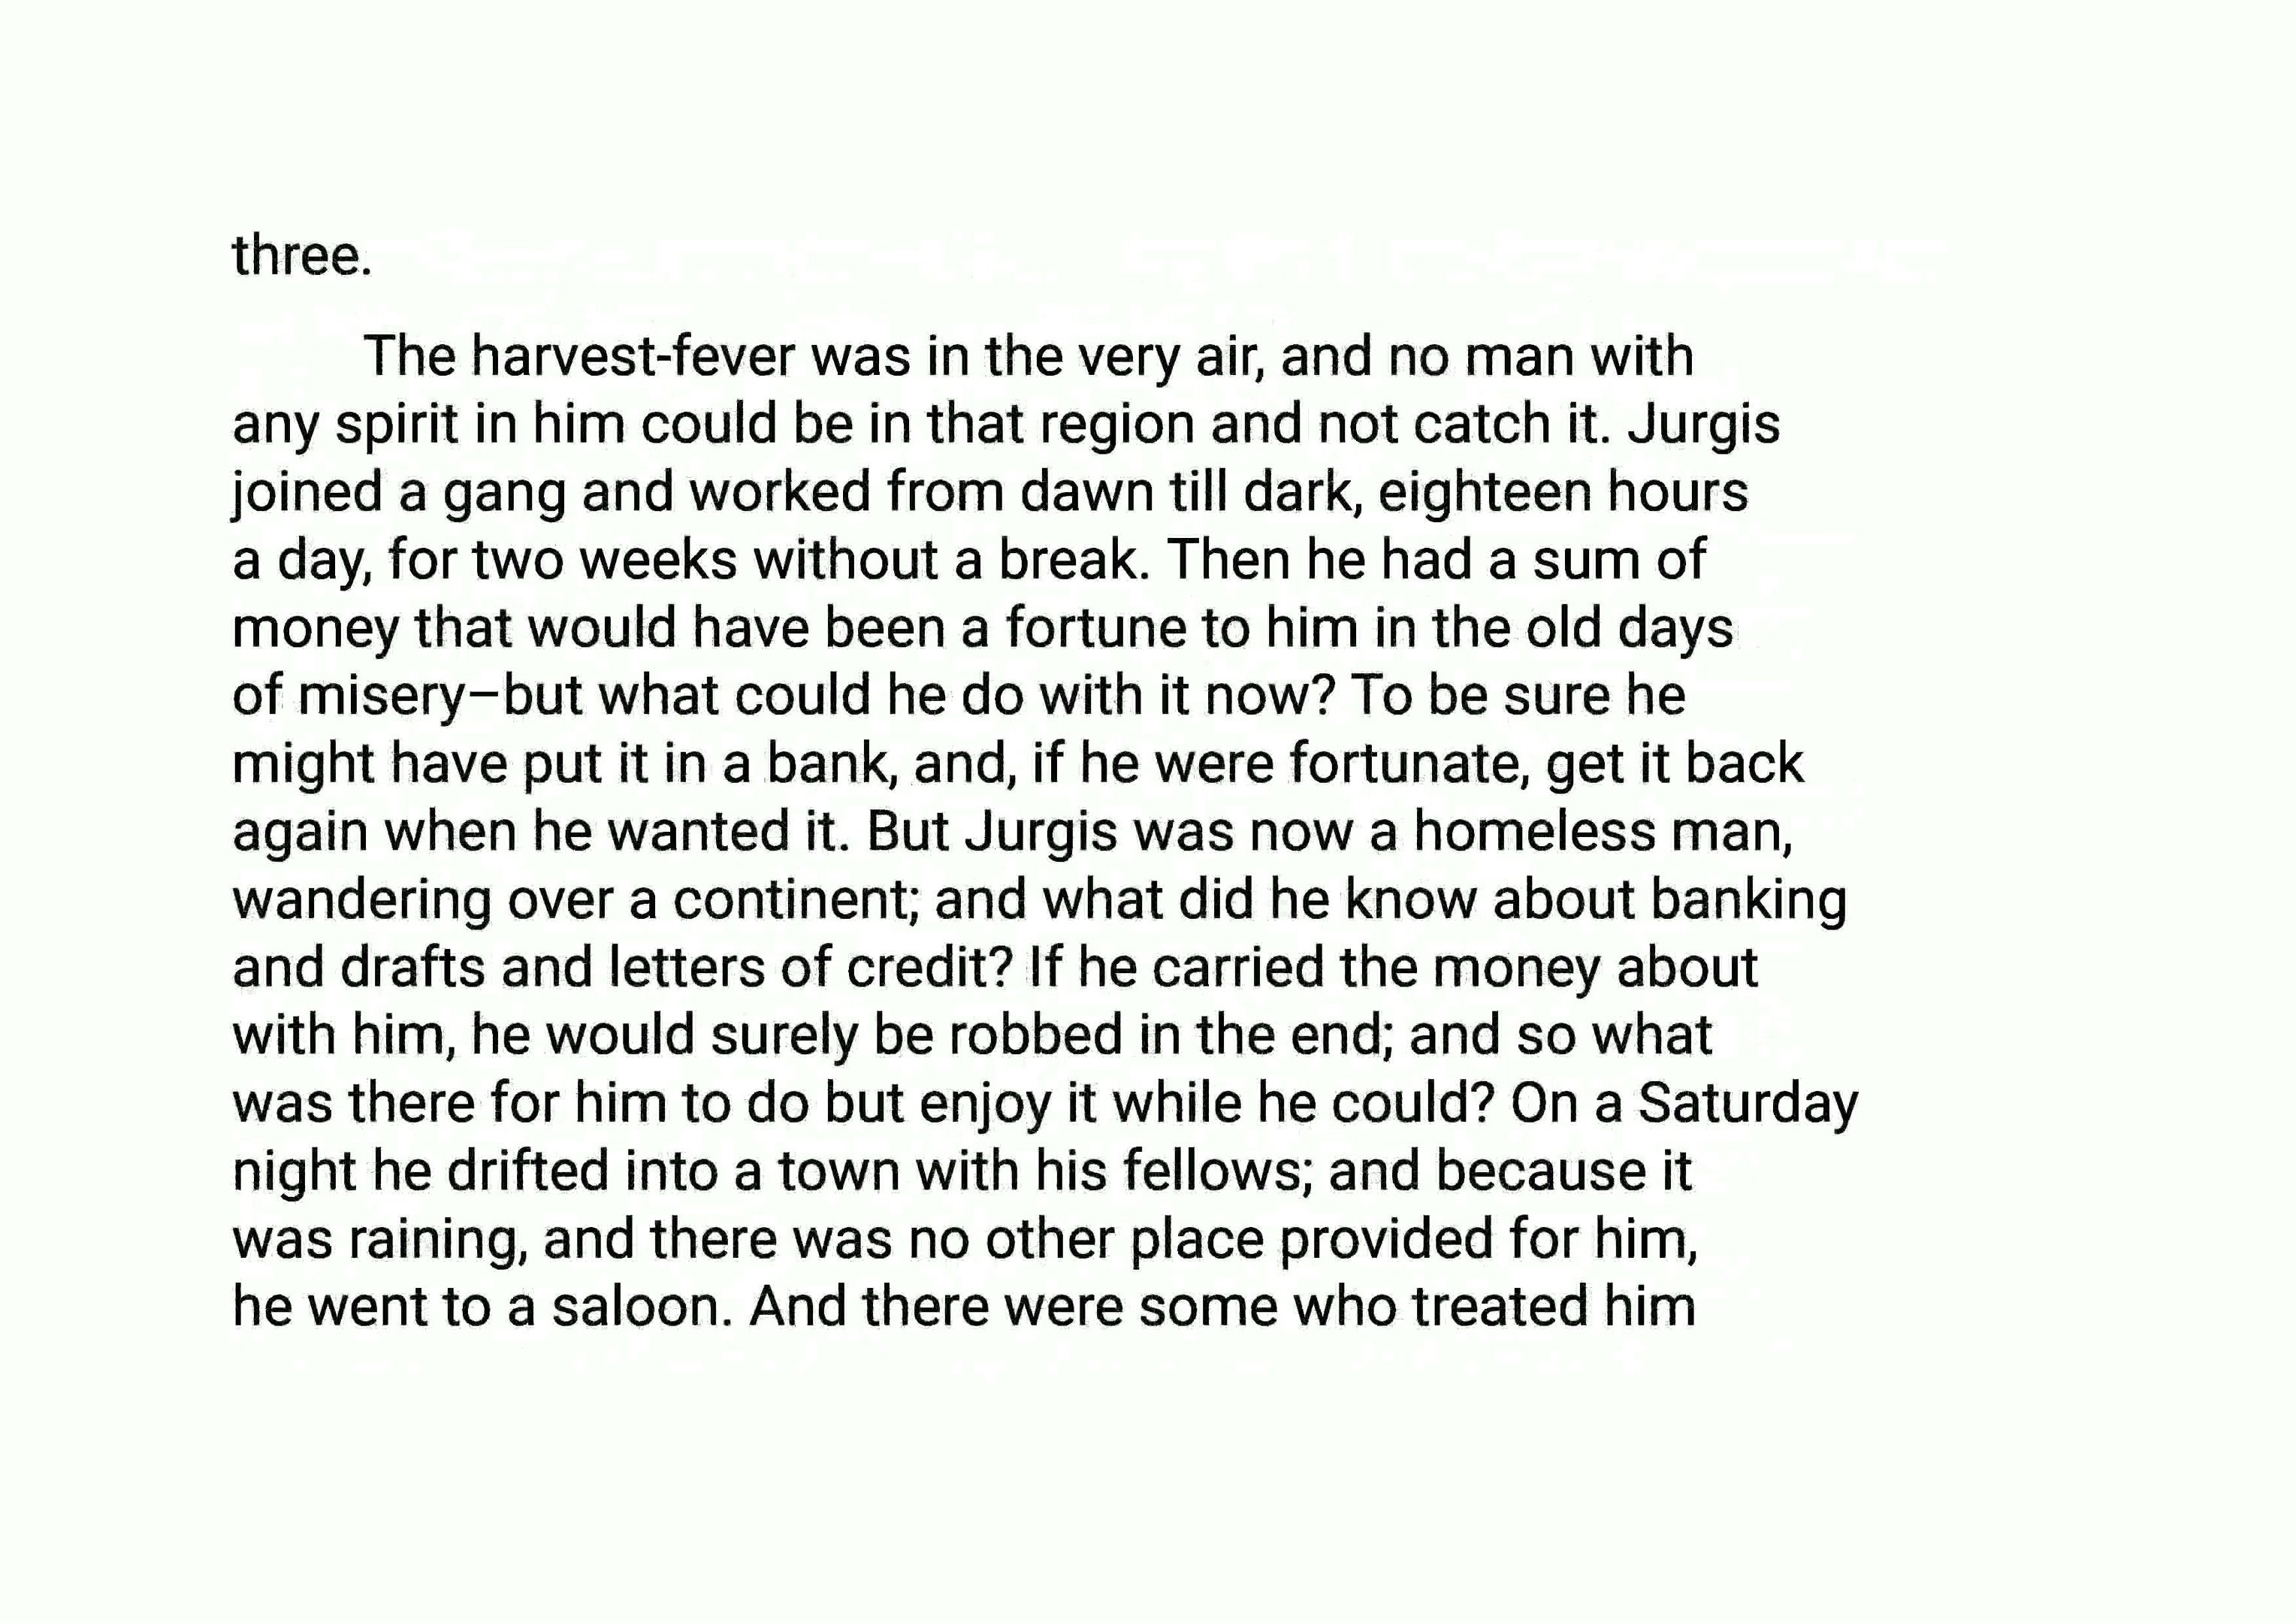 three.
The harvest-fever was in the very air, and no man with
any spirit in him could be in that region and not catch it. Jurgis
joined a gang and worked from dawn till dark, eighteen hours
a day, for two weeks without a break. Then he had a sum of
money that would have been a fortune to him in the old days
of misery–but what could he do with it now? To be sure he
might have put it in a bank, and, if he were fortunate, get it back
again when he wanted it. But Jurgis was now a homeless man,
wandering over a continent; and what did he know about banking
and drafts and letters of credit? If he carried the money about
with him, he would surely be robbed in the end; and so what
was there for him to do but enjoy it while he could? On a Saturday
night he drifted into a town with his fellows; and because it
was raining, and there was no other place provided for him,
he went to a saloon. And there were some who treated him